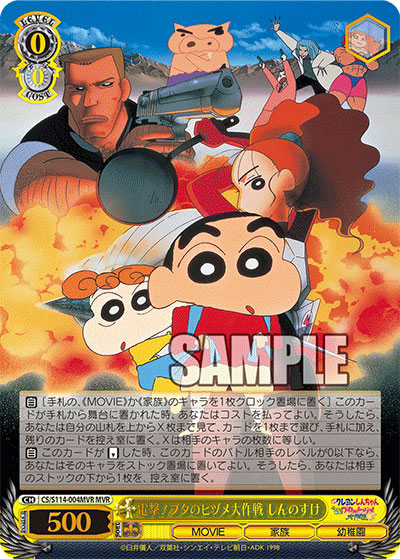 LEVEL
0
0
COST
SAMPLE
自[手札の、《MOVIE》か《家族》のキャラを1枚クロック置場に置く]このカー
ドが手札から舞台に置かれた時、あなたはコストを払ってよい。そうしたら、
あなたは自分の山札を上からX枚まで見て、カードを1枚まで選び、手札に加え、
残りのカードを控え室に置く。Xは相手のキャラの枚数に等しい。
自このカードが【リバース】した時、このカードのバトル相手のレベルが0以下なら、
あなたはそのキャラをストック置場に置いてよい。そうしたら、あなたは相手
のストックの下から1枚を、控え室に置く。
CH CS/S114-004MVR MVR
電撃!ブタのヒヅメ大作戦 しんのすけ
クレヨンしんちゃん
POWER
500
MOVIE
家族
幼稚園
©臼井儀人/双葉社・シンエイ・テレビ朝日・ADK 1998